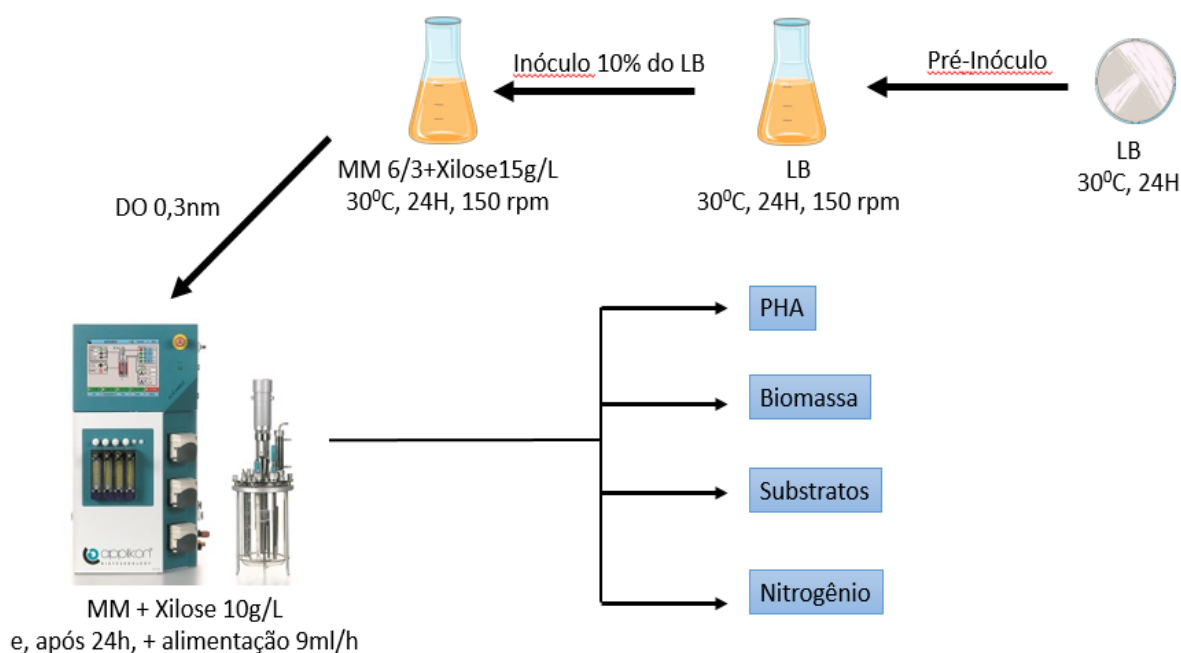 Pré-Inóculo
LB
30⁰C, 24H
Inóculo 10% do LB
LB
30⁰C, 24H, 150 rpm
MM 6/3+Xilose15g/L
30⁰C, 24H, 150 rpm
DO 0,3nm
applikon
BIOTECHNOLOGY
MM + Xilose 10g/L
e, após 24h, + alimentação 9ml/h
PHA
Biomassa
Substratos
Nitrogênio